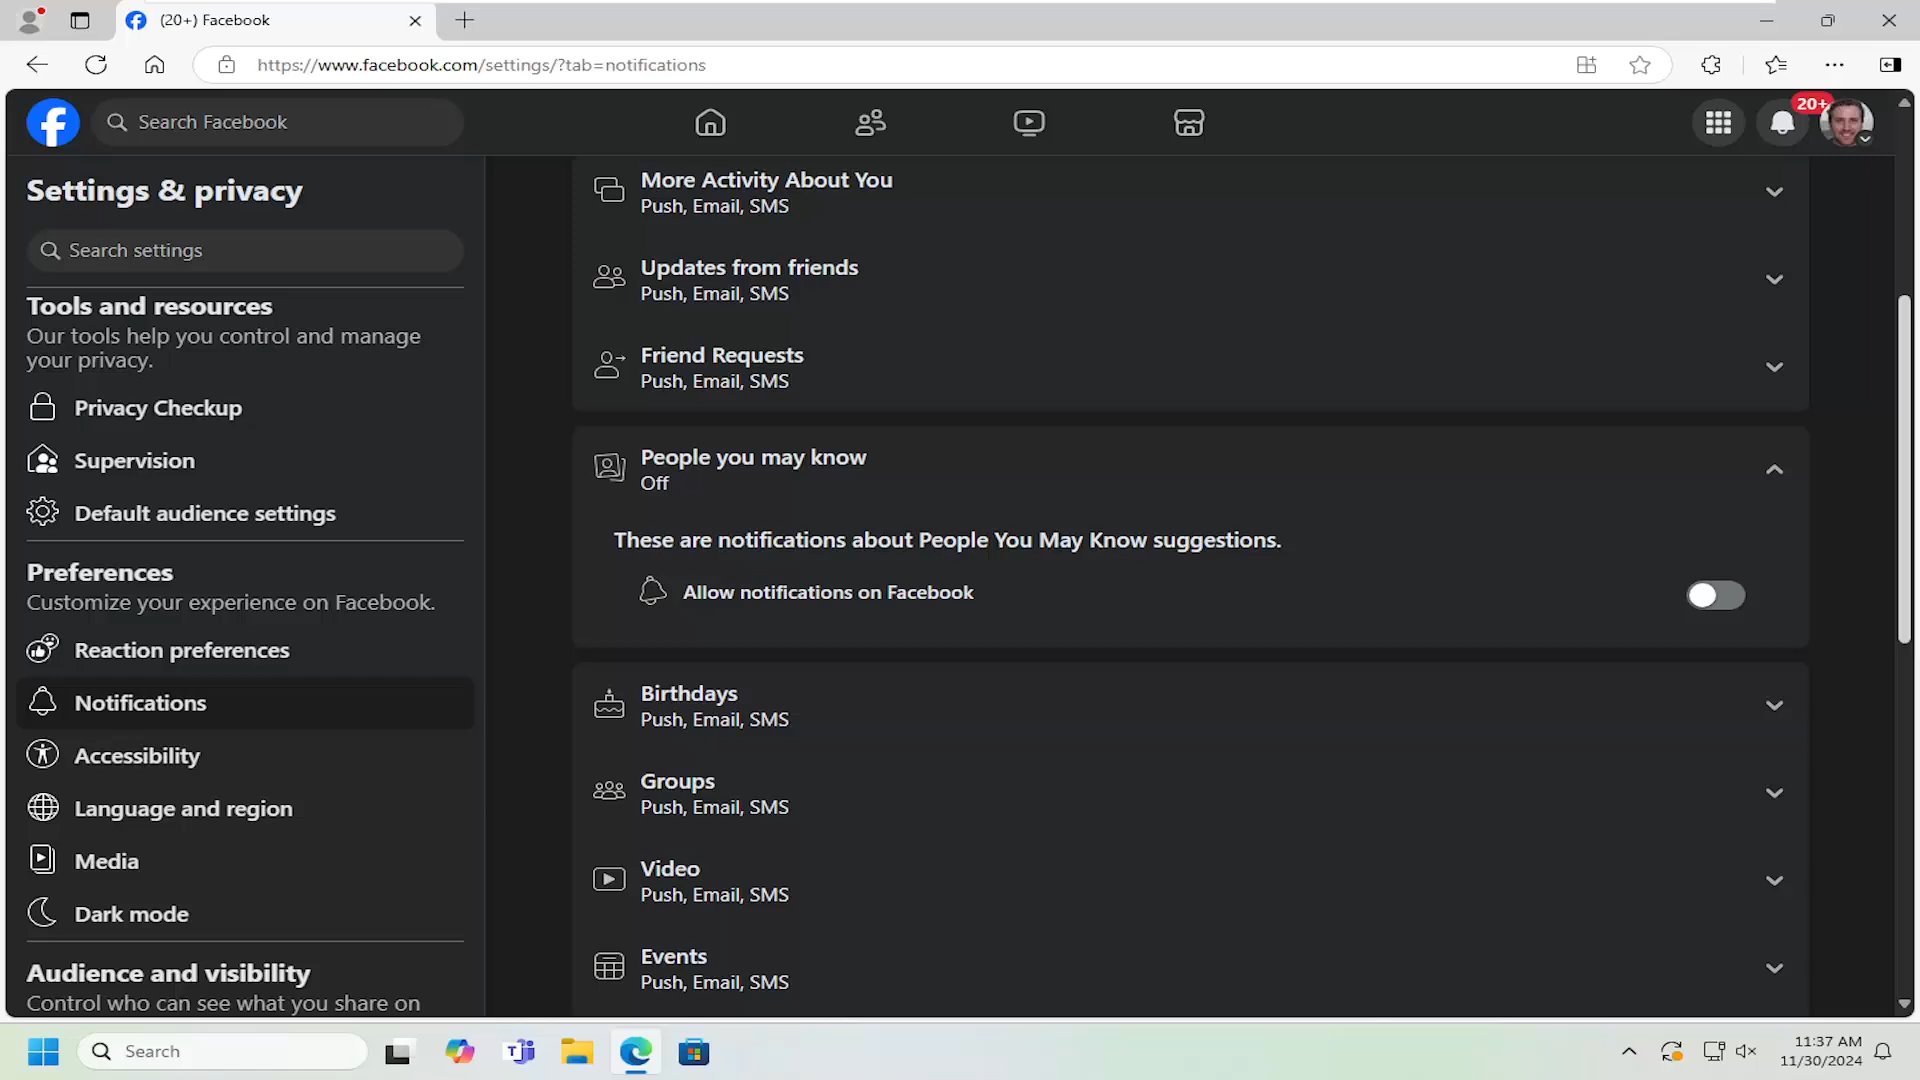 (20+) Facebook
https://www.facebook.com/settings/?tab=notifications
Search Facebook
20+
Settings & privacy
Search settings
Tools and resources
Our tools help you control and manage
your privacy.
Privacy Checkup
Supervision
Default audience settings
Preferences
Customize your experience on Facebook.
Reaction preferences
Notifications
Accessibility
Language and region
Media
Dark mode
Audience and visibility
Control who can see what you share on
More Activity About You
Push, Email, SMS
Updates from friends
Push, Email, SMS
Friend Requests
Push, Email, SMS
People you may know
Off
These are notifications about People You May Know suggestions.
Allow notifications on Facebook
Birthdays
Push, Email, SMS
Groups
Push, Email, SMS
Video
Push, Email, SMS
Events
Push, Email, SMS
Search
11:37 AM
11/30/2024